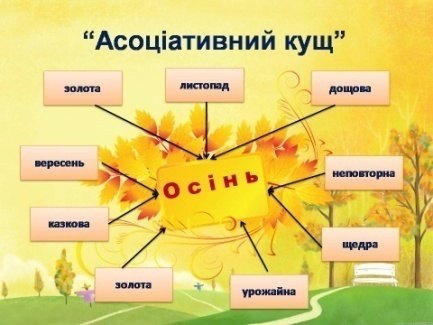 “Асоціативний кущ”
золота
листопад
дощова
вересень
Осінь
неповторна
казкова
щедра
золота
урожайна